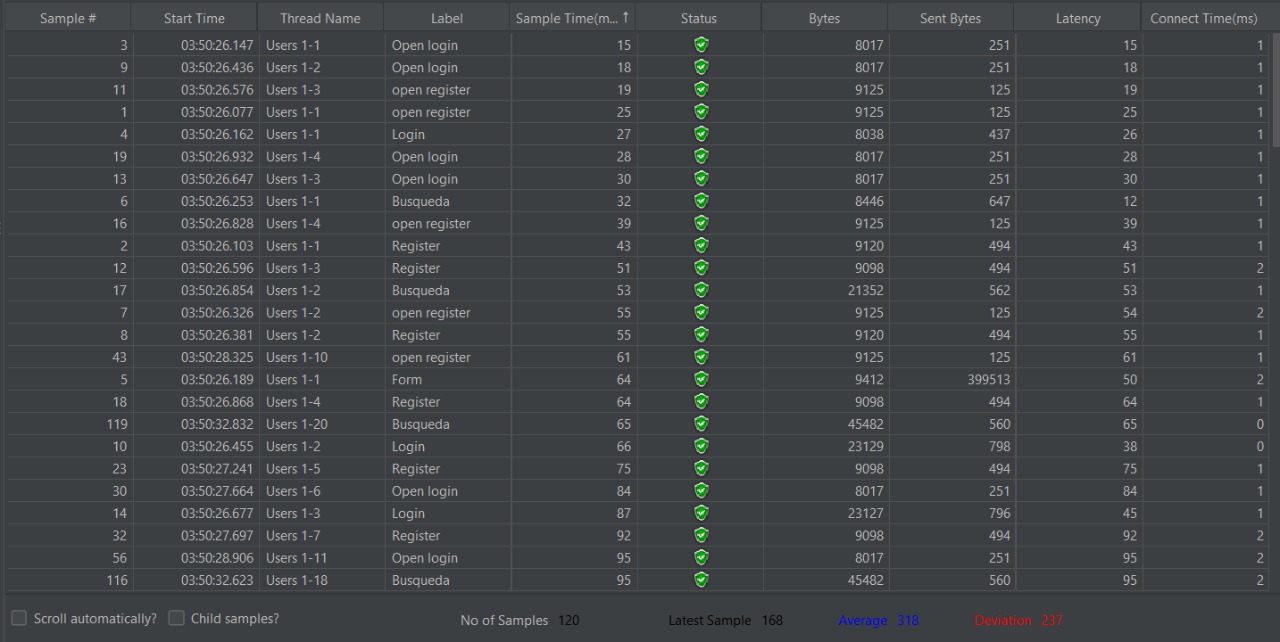 Sample # Start Time Thread Name Label Sample Time(m... ↑ Status Bytes Sent Bytes Latency Connect Time(ms)
3 03:50:26.147 Users 1-1 Open login 15 8017 251 15 1
9 03:50:26.436 Users 1-2 Open login 18 8017 251 18 1
11 03:50:26.576 Users 1-3 open register 19 9125 125 19 1
1 03:50:26.077 Users 1-1 open register 25 9125 125 25 1
4 03:50:26.162 Users 1-1 Login 27 8038 437 26 1
19 03:50:26.932 Users 1-4 Open login 28 8017 251 28 1
13 03:50:26.647 Users 1-3 Open login 30 8017 251 30 1
6 03:50:26.253 Users 1-1 Busqueda 32 8446 647 12 1
16 03:50:26.828 Users 1-4 open register 39 9125 125 39 1
2 03:50:26.103 Users 1-1 Register 43 9120 494 43 1
12 03:50:26.596 Users 1-3 Register 51 9098 494 51 2
17 03:50:26.854 Users 1-2 Busqueda 53 21352 562 53 1
7 03:50:26.326 Users 1-2 open register 55 9125 125 54 2
8 03:50:26.381 Users 1-2 Register 55 9120 494 55 1
43 03:50:28.325 Users 1-10 open register 61 9125 125 61 1
5 03:50:26.189 Users 1-1 Form 64 9412 399513 50 2
18 03:50:26.868 Users 1-4 Register 64 9098 494 64 1
119 03:50:32.832 Users 1-20 Busqueda 65 45482 560 65 0
10 03:50:26.455 Users 1-2 Login 66 23129 798 38 0
23 03:50:27.241 Users 1-5 Register 75 9098 494 75 1
30 03:50:27.664 Users 1-6 Open login 84 8017 251 84 1
14 03:50:26.677 Users 1-3 Login 87 23127 796 45 1
32 03:50:27.697 Users 1-7 Register 92 9098 494 92 2
56 03:50:28.906 Users 1-11 Open login 95 8017 251 95 2
116 03:50:32.623 Users 1-18 Busqueda 95 45482 560 95 2
Scroll automatically? Child samples? No of Samples 120 Latest Sample 168 Average 318 Deviation 237